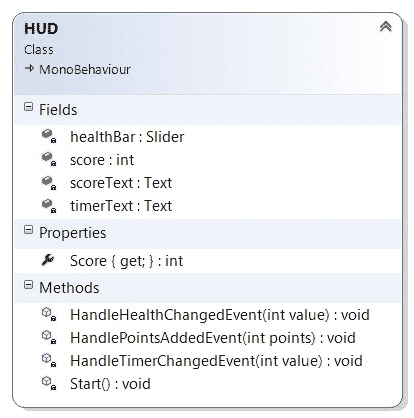 HUD
Class
MonoBehaviour
Fields
healthBar : Slider
score : int
scoreText : Text
timerText : Text
Properties
Score { get; } : int
Methods
HandleHealthChangedEvent(int value) : void
HandlePointsAddedEvent(int points) : void
HandleTimerChangedEvent(int value) : void
Start() : void